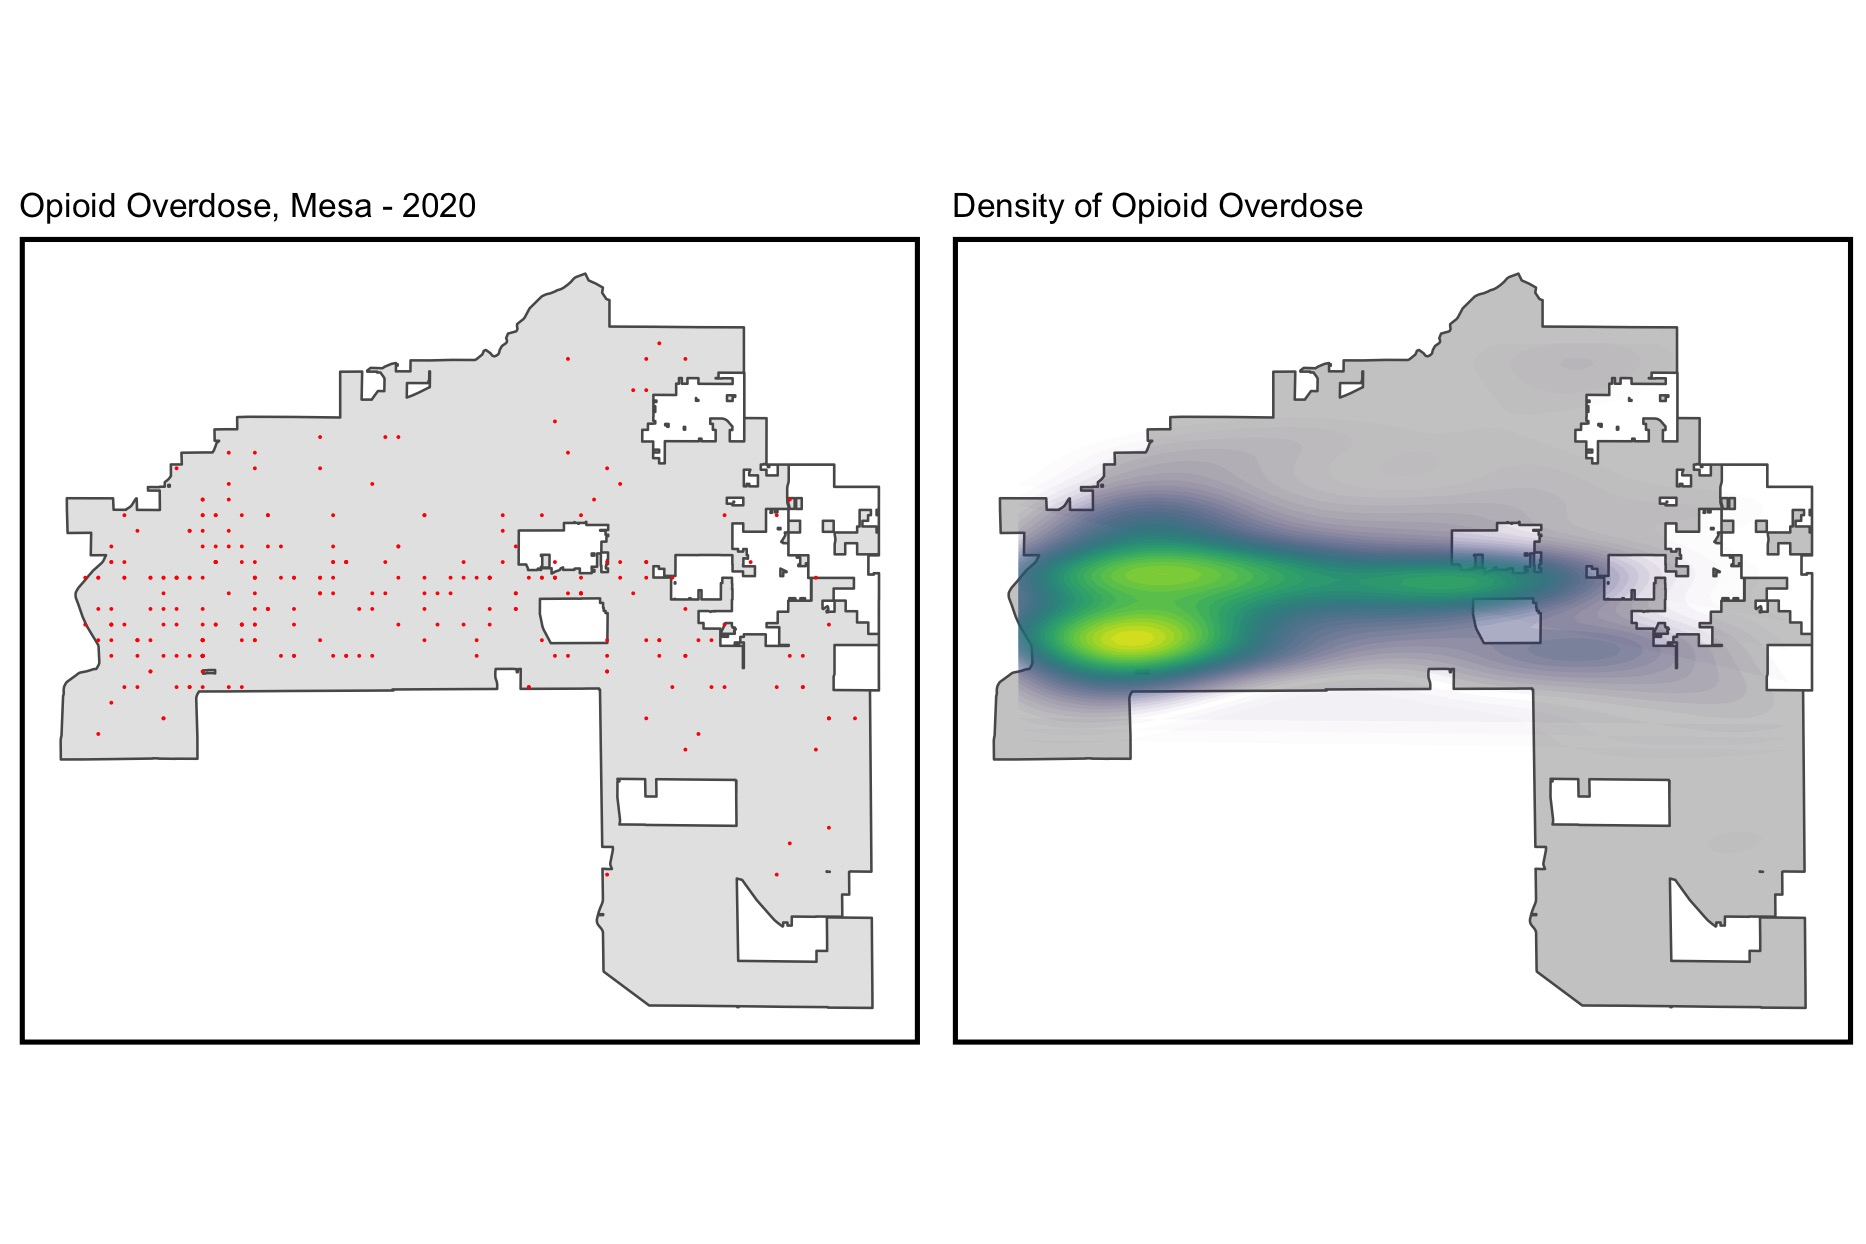 Opioid Overdose, Mesa - 2020
Density of Opioid Overdose